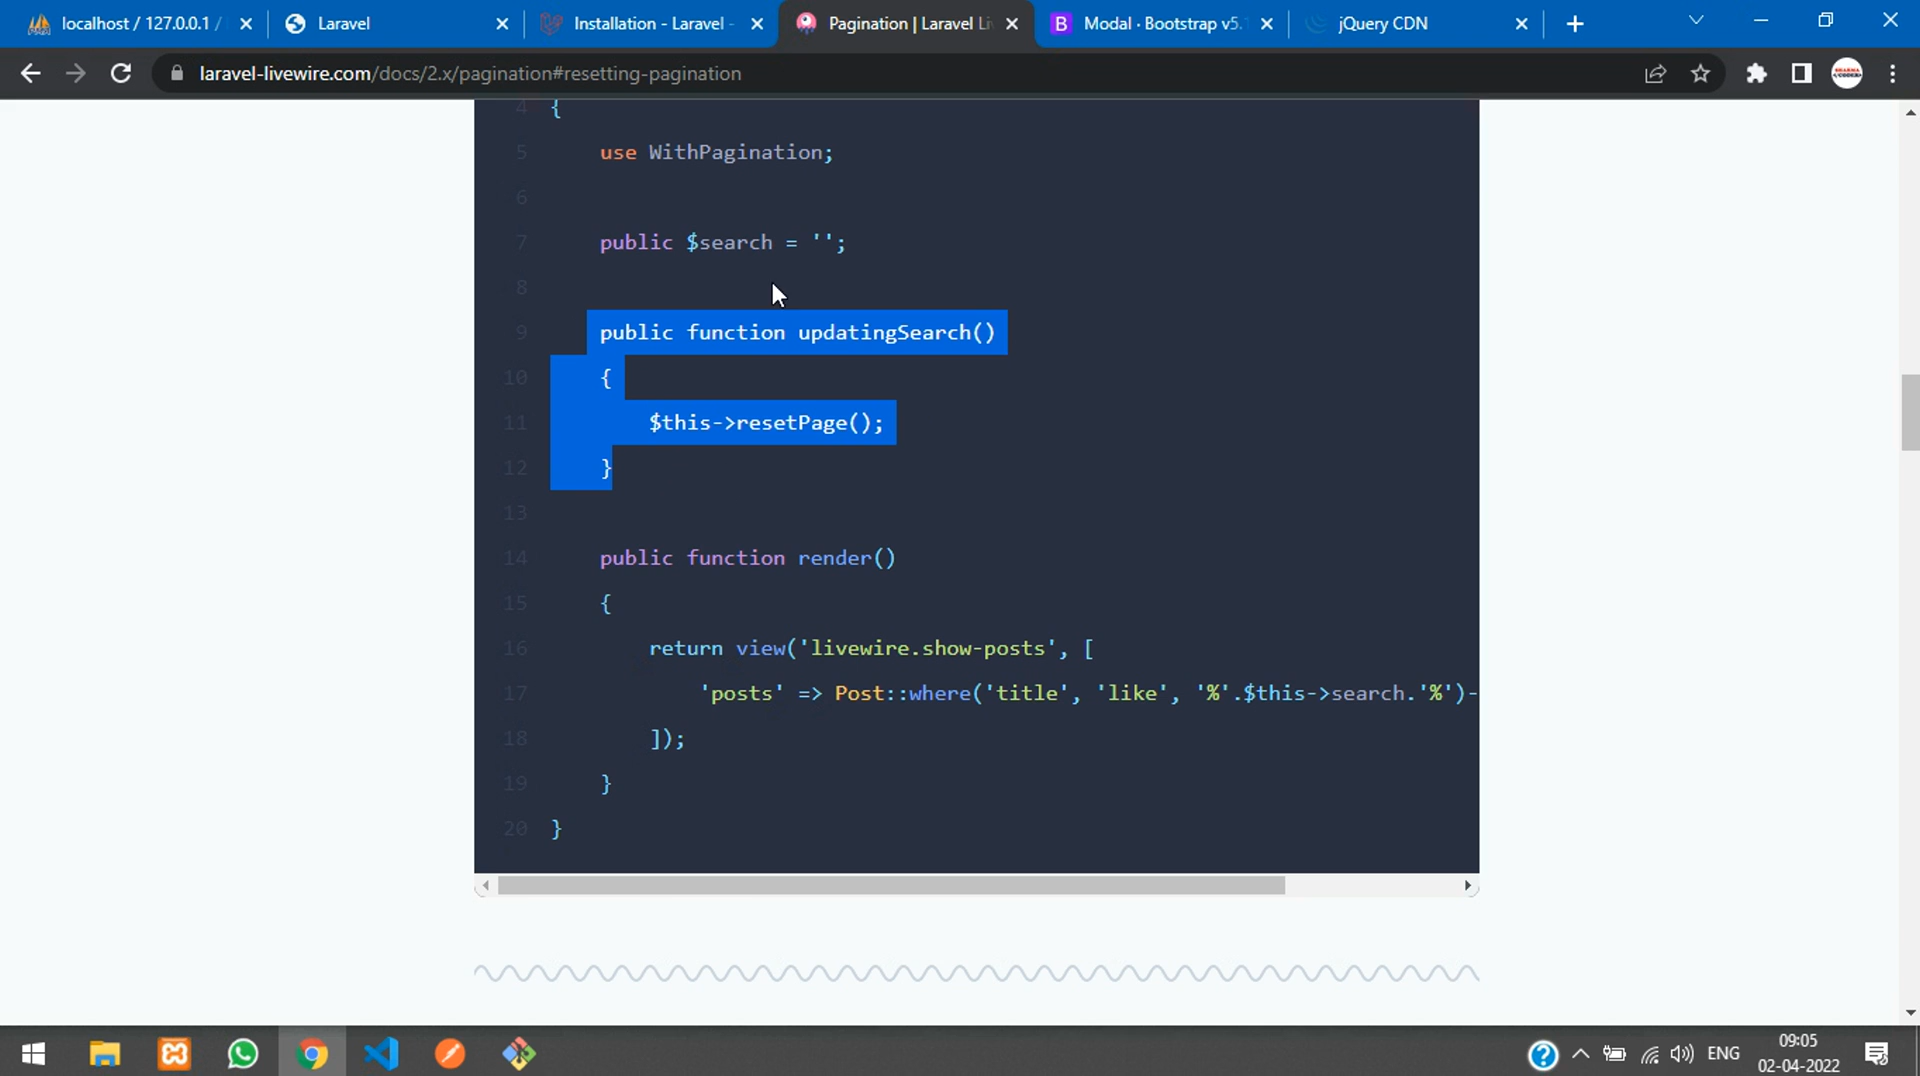 localhost / 127.0.0.1 /
Laravel
Installation - Laravel -
Pagination | Laravel Li
Modal · Bootstrap v5.
jQuery CDN
laravel-livewire.com/docs/2.x/pagination#resetting-pagination
4 {
5 use WithPagination;
6
7 public $search = '';
8
9 public function updatingSearch()
10 {
11 $this->resetPage();
12 }
13
14 public function render()
15 {
16 return view('livewire.show-posts', [
17 'posts' => Post::where('title', 'like', '%'.$this->search.'%')-
18 ]);
19 }
20 }
ENG
09:05
02-04-2022